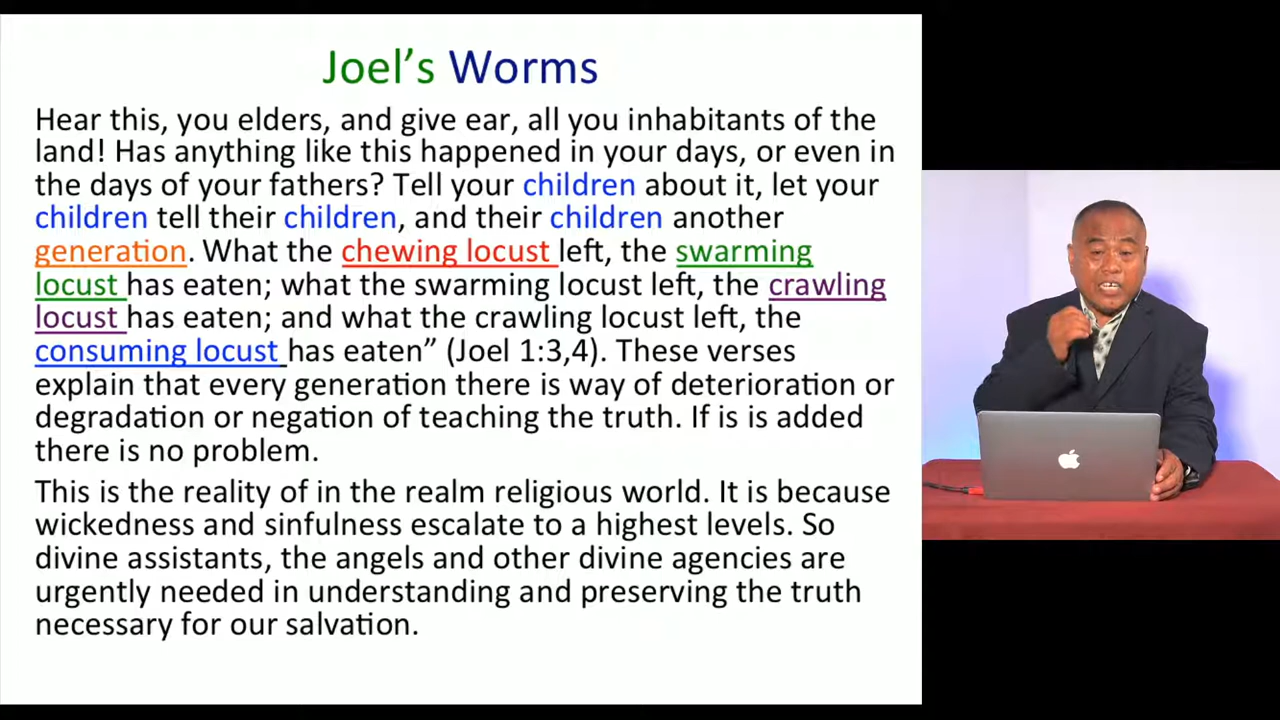 Joel's Worms
Hear this, you elders, and give ear, all you inhabitants of the
land! Has anything like this happened in your days, or even in
the days of your fathers? Tell your children about it, let your
children tell their children, and their children another
generation. What the chewing locust left, the swarming
locust has eaten; what the swarming locust left, the crawling
locust has eaten; and what the crawling locust left, the
consuming locust has eaten” (Joel 1:3,4). These verses
explain that every generation there is way of deterioration or
degradation or negation of teaching the truth. If is is added
there is no problem.
This is the reality of in the realm religious world. It is because
wickedness and sinfulness escalate to a highest levels. So
divine assistants, the angels and other divine agencies are
urgently needed in understanding and preserving the truth
necessary for our salvation.